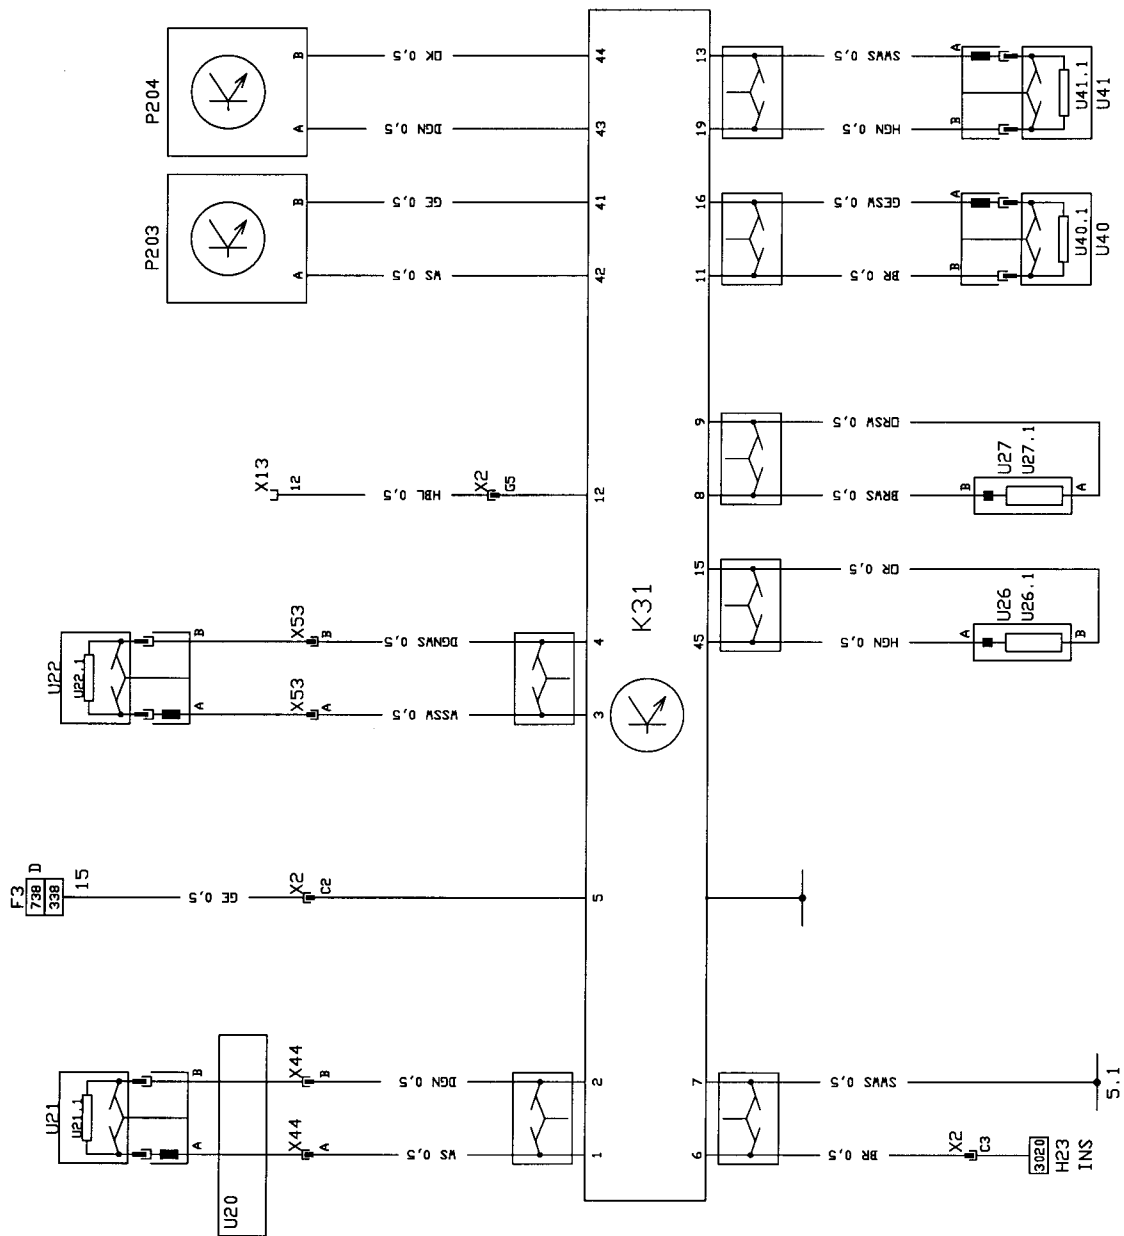 P204
B
A
OK 0,5
DGN 0,5
44
43
P203
B
A
GE 0,5
WS 0,5
41
42
13
19
SWWS 0,5
HGN 0,5
A
B
U41.1
U41
16
11
GESW 0,5
BR 0,5
A
B
U40.1
U40
X13
12
HBL 0,5
X2
G5
12
9
8
ORSW 0,5
BRWS 0,5
B
A
U27
U27.1
U22
U22.1
B
A
X53
B
X53
A
DGNWS 0,5
WSSW 0,5
4
3
K31
15
45
OR 0,5
HGN 0,5
A
B
U26
U26.1
F3
738
338
D
15
GE 0,5
X2
C2
5
U21
U21.1
B
A
U20
X44
B
X44
A
DGN 0,5
WS 0,5
2
1
7
6
SWWS 0,5
BR 0,5
5.1
X2
C3
3020
H23
INS